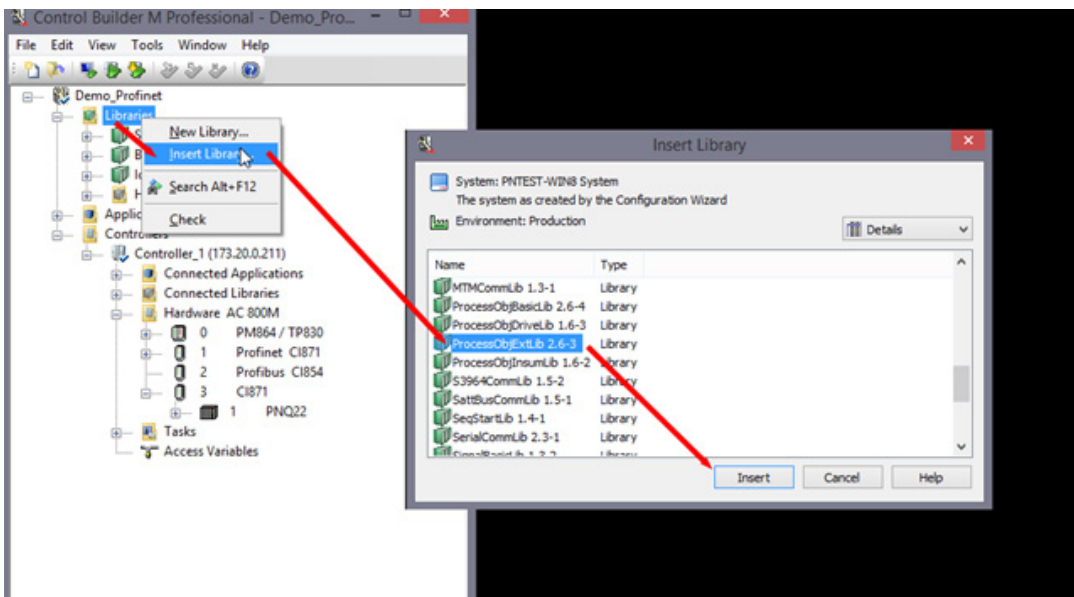 Control Builder M Professional - Demo_Pro...
File Edit View Tools Window Help
Demo_Profinet
Libraries
New Library...
Insert
Search Alt+F12
Check
Controller_1 (173.20.0.211)
Connected Applications
Connected Libraries
Hardware AC 800M
0 PM864 / TP830
1 Profinet CI871
2 Profibus CI854
3 CI871
1 PNQ22
Tasks
Access Variables
Insert Library
System: PNTEST-WIN8 System
The system as created by the Configuration Wizard
Environment: Production
Details
Name Type
MTMCommLib 1.3-1 Library
ProcessObjBasicLib 2.6-4 Library
ProcessObjDriveLib 1.6-3 Library
ProcessObjExtLib 2.6-3 Library
ProcessObjInsumLib 1.6-2 Library
S3964CommLib 1.5-2 Library
SattBusCommLib 1.5-1 Library
SeqStartLib 1.4-1 Library
SerialCommLib 2.3-1 Library
Insert Cancel Help